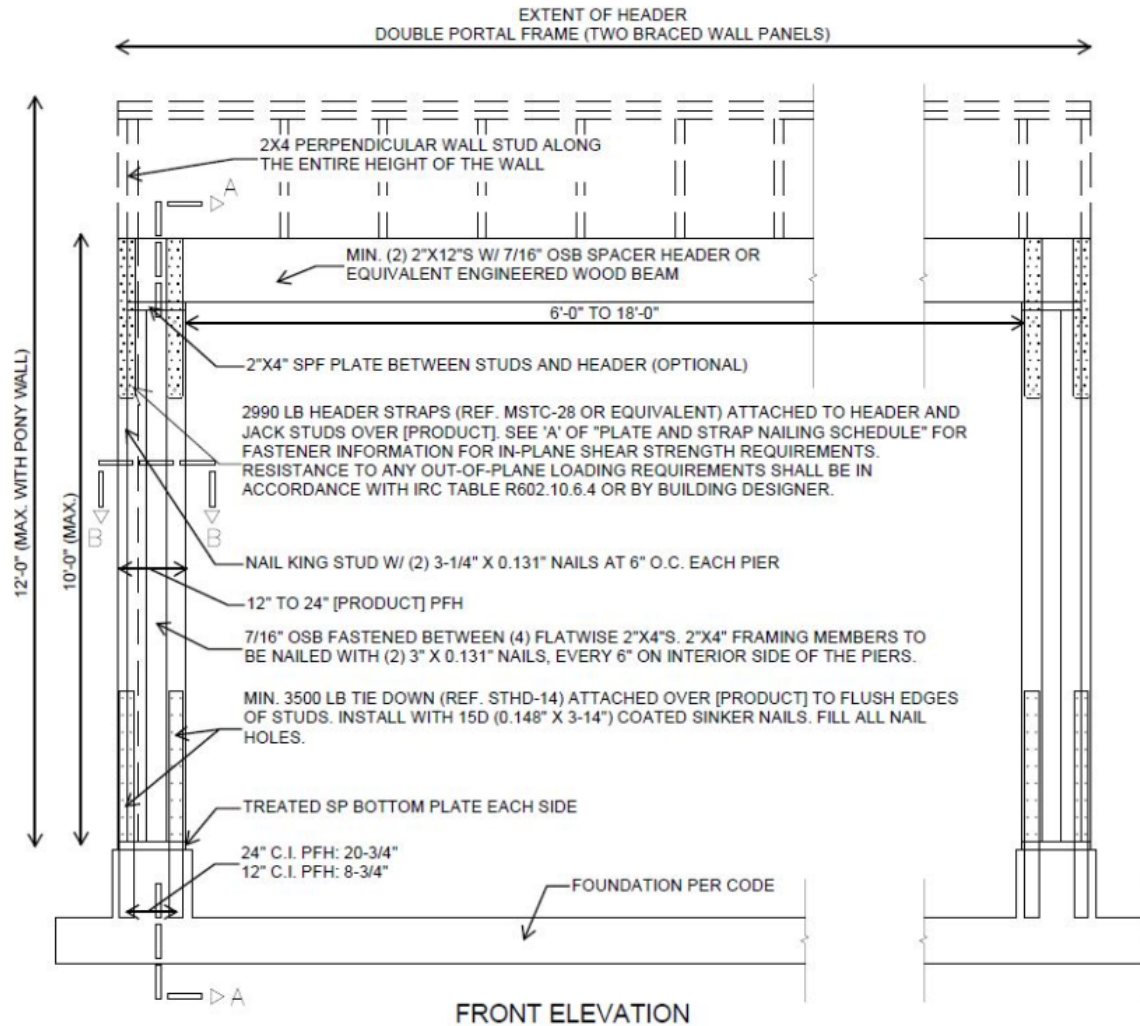 EXTENT OF HEADER
DOUBLE PORTAL FRAME (TWO BRACED WALL PANELS)
2X4 PERPENDICULAR WALL STUD ALONG
THE ENTIRE HEIGHT OF THE WALL
A
MIN. (2) 2"X12"S W/ 7/16" OSB SPACER HEADER OR
EQUIVALENT ENGINEERED WOOD BEAM
6'-0" TO 18'-0"
2"X4" SPF PLATE BETWEEN STUDS AND HEADER (OPTIONAL)
12'-0" (MAX. WITH PONY WALL)
10'-0" (MAX.)
2990 LB HEADER STRAPS (REF. MSTC-28 OR EQUIVALENT) ATTACHED TO HEADER AND
JACK STUDS OVER [PRODUCT]. SEE 'A' OF "PLATE AND STRAP NAILING SCHEDULE" FOR
FASTENER INFORMATION FOR IN-PLANE SHEAR STRENGTH REQUIREMENTS.
RESISTANCE TO ANY OUT-OF-PLANE LOADING REQUIREMENTS SHALL BE IN
ACCORDANCE WITH IRC TABLE R602.10.6.4 OR BY BUILDING DESIGNER.
B
B
NAIL KING STUD W/ (2) 3-1/4" X 0.131" NAILS AT 6" O.C. EACH PIER
12" TO 24" [PRODUCT] PFH
7/16" OSB FASTENED BETWEEN (4) FLATWISE 2"X4"S. 2"X4" FRAMING MEMBERS TO
BE NAILED WITH (2) 3" X 0.131" NAILS, EVERY 6" ON INTERIOR SIDE OF THE PIERS.
MIN. 3500 LB TIE DOWN (REF. STHD-14) ATTACHED OVER [PRODUCT] TO FLUSH EDGES
OF STUDS. INSTALL WITH 15D (0.148" X 3-14") COATED SINKER NAILS. FILL ALL NAIL
HOLES.
TREATED SP BOTTOM PLATE EACH SIDE
24" C.I. PFH: 20-3/4"
12" C.I. PFH: 8-3/4"
FOUNDATION PER CODE
A
FRONT ELEVATION